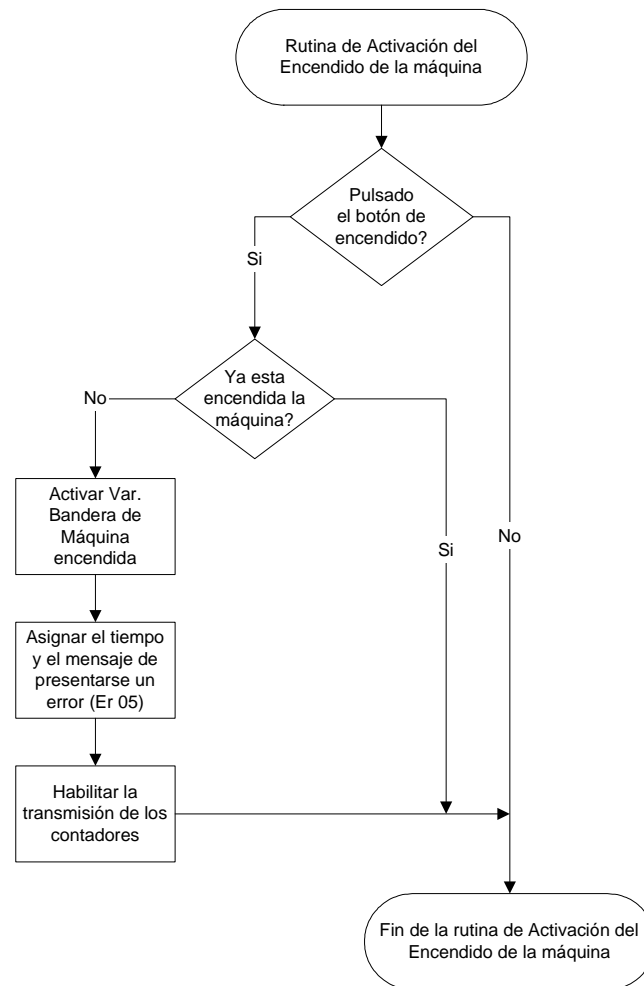 Rutina de Activación del
Encendido de la máquina
Pulsado
el botón de
encendido?
Si
Ya esta
encendida la
máquina?
No
Activar Var.
Bandera de
Máquina
encendida
Si
No
Asignar el tiempo
y el mensaje de
presentarse un
error (Er 05)
Habilitar la
transmisión de los
contadores
Fin de la rutina de Activación del
Encendido de la máquina